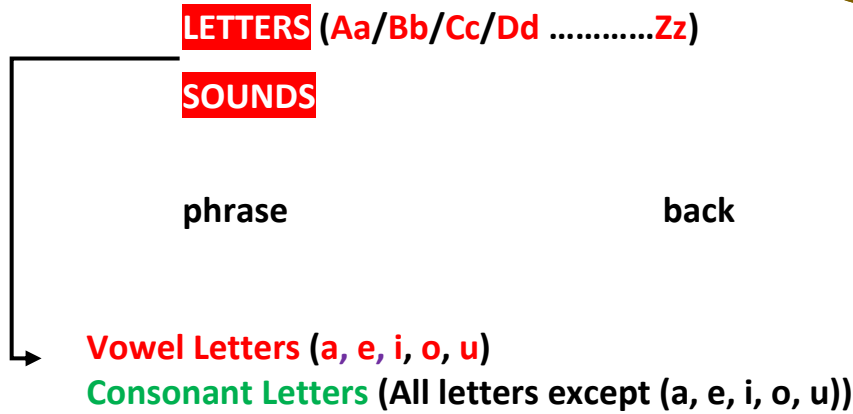 LETTERS (Aa/Bb/Cc/Dd …………Zz)
SOUNDS
phrase back
Vowel Letters (a, e, i, o, u)
Consonant Letters (All letters except (a, e, i, o, u))